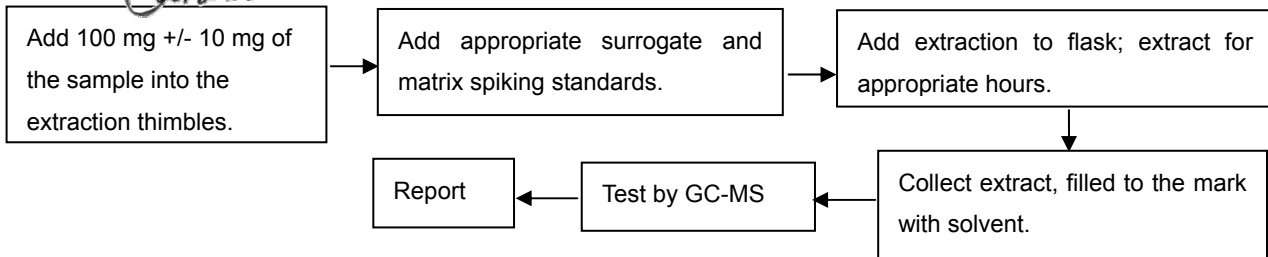 Add 100 mg +/- 10 mg of
the sample into the
extraction thimbles.
Add appropriate surrogate and
matrix spiking standards.
Add extraction to flask; extract for
appropriate hours.
Collect extract, filled to the mark
with solvent.
Test by GC-MS
Report